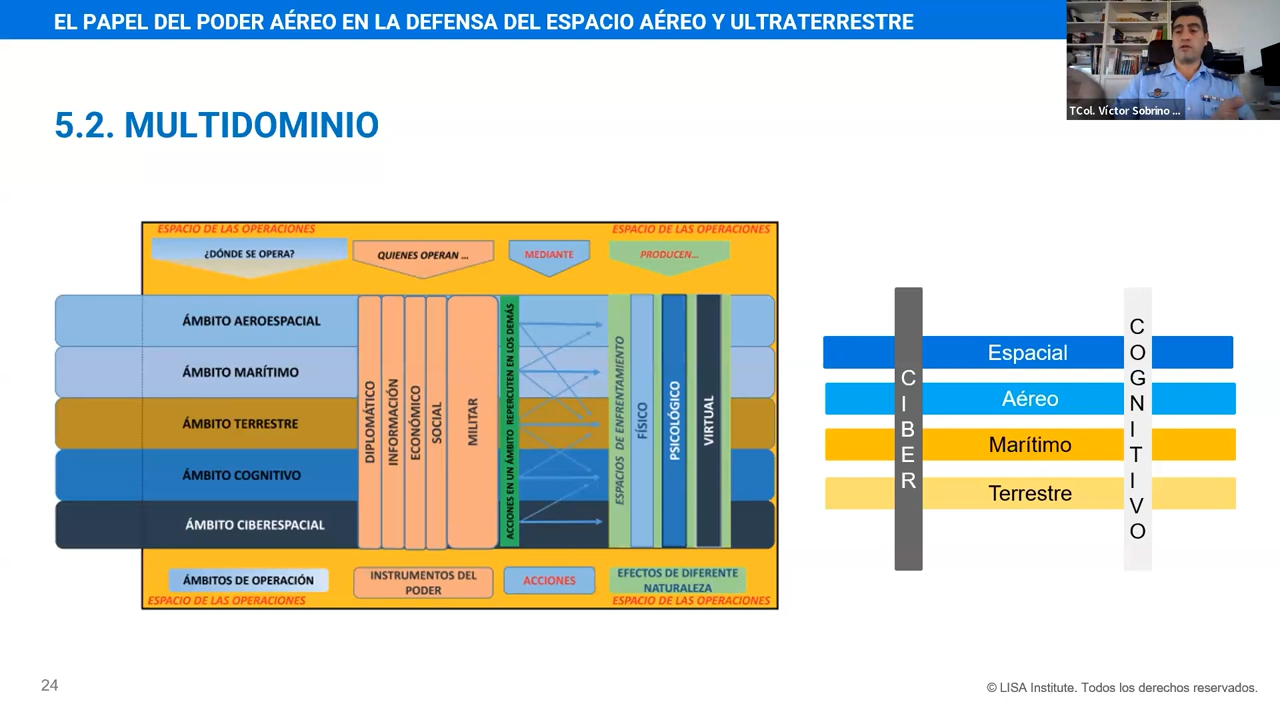 EL PAPEL DEL PODER AÉREO EN LA DEFENSA DEL ESPACIO AÉREO Y ULTRATERRESTRE
TCol. Víctor Sobrino ...
5.2. MULTIDOMINIO
ESPACIO DE LAS OPERACIONES
ESPACIO DE LAS OPERACIONES
¿DÓNDE SE OPERA?
QUIENES OPERAN ...
MEDIANTE
PRODUCEN...
ÁMBITO AEROESPACIAL
ÁMBITO MARÍTIMO
ÁMBITO TERRESTRE
ÁMBITO COGNITIVO
ÁMBITO CIBERESPACIAL
DIPLOMÁTICO
INFORMACIÓN
ECONÓMICO
SOCIAL
MILITAR
ACCIONES EN UN ÁMBITO REPERCUTEN EN LOS DEMÁS
ESPACIOS DE ENFRENTAMIENTO
FÍSICO
PSICOLÓGICO
VIRTUAL
ÁMBITOS DE OPERACIÓN
INSTRUMENTOS DEL
PODER
ACCIONES
EFECTOS DE DIFERENTE
NATURALEZA
ESPACIO DE LAS OPERACIONES
ESPACIO DE LAS OPERACIONES
CIBER
Espacial
Aéreo
Marítimo
Terrestre
COGNITIVO
24
© LISA Institute. Todos los derechos reservados.